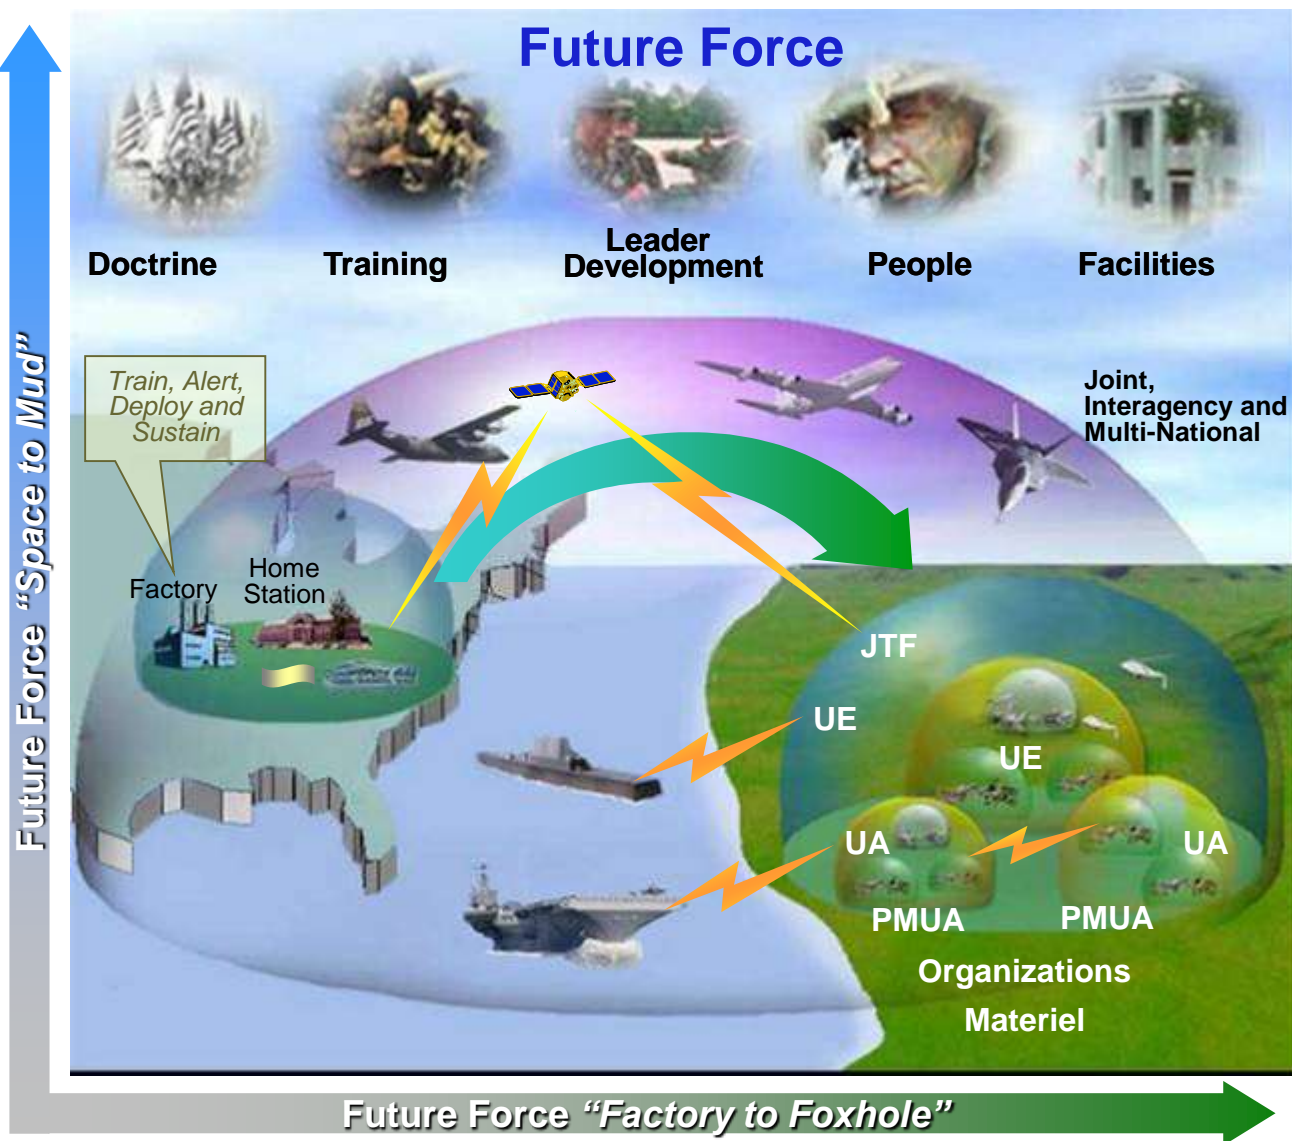 Future Force
Doctrine
Training
Leader
Development
People
Facilities
Future Force "Space to Mud"
Train, Alert,
Deploy and
Sustain
Joint,
Interagency and
Multi-National
Factory
Home
Station
JTF
UE
UE
UA
UA
PMUA
PMUA
Organizations
Materiel
Future Force "Factory to Foxhole"